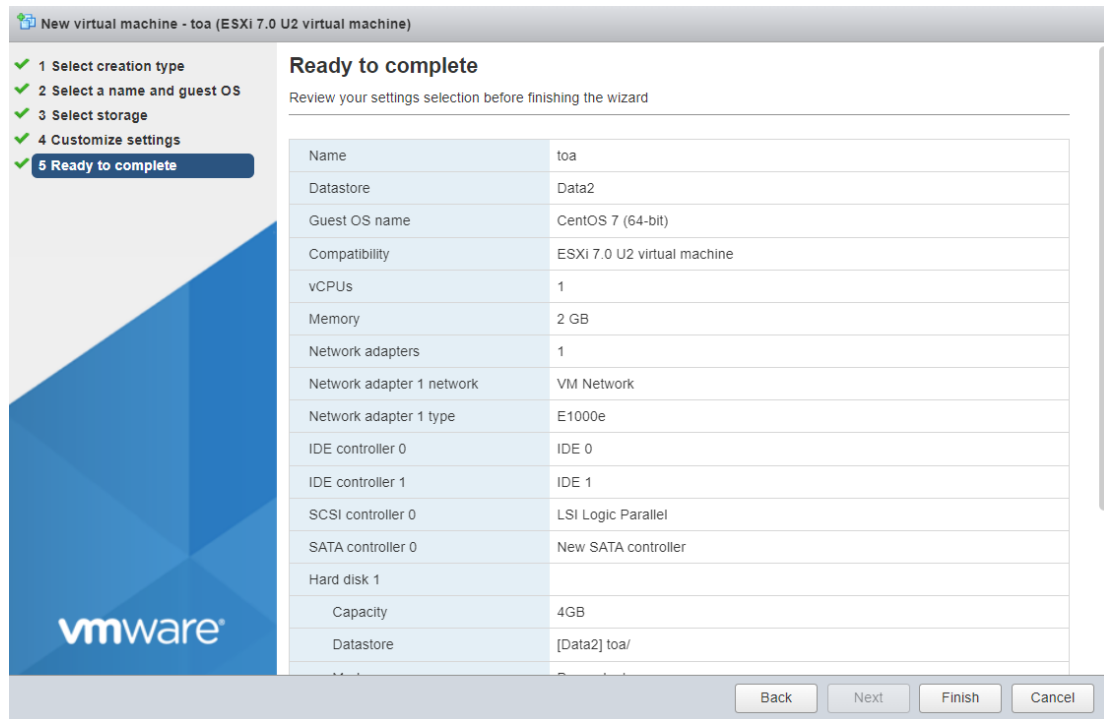 New virtual machine - toa (ESXi 7.0 U2 virtual machine)
1 Select creation type
2 Select a name and guest OS
3 Select storage
4 Customize settings
5 Ready to complete
Ready to complete
Review your settings selection before finishing the wizard
Name toa
Datastore Data2
Guest OS name CentOS 7 (64-bit)
Compatibility ESXi 7.0 U2 virtual machine
vCPUs 1
Memory 2 GB
Network adapters 1
Network adapter 1 network VM Network
Network adapter 1 type E1000e
IDE controller 0 IDE 0
IDE controller 1 IDE 1
SCSI controller 0 LSI Logic Parallel
SATA controller 0 New SATA controller
Hard disk 1
Capacity 4GB
Datastore [Data2] toa/
vmware®
Back Next Finish Cancel